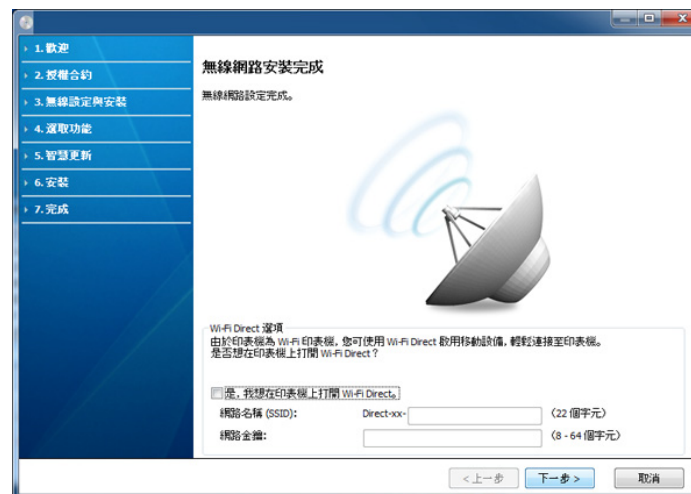 1. 歡迎
2. 授權合約
3. 無線設定與安裝
4. 選取功能
5. 智慧更新
6. 安裝
7. 完成
無線網路安裝完成
無線網路設定完成。
Wi-Fi Direct 選項
由於印表機為 Wi-Fi 印表機, 您可使用 Wi-Fi Direct 啟用移動設備, 輕鬆連接至印表機。
是否想在印表機上打開 Wi-Fi Direct？
是, 我想在印表機上打開 Wi-Fi Direct。
網路名稱 (SSID): Direct-xx- (22 個字元)
網路金鑰: (8 - 64 個字元)
< 上一步 下一步 > 取消